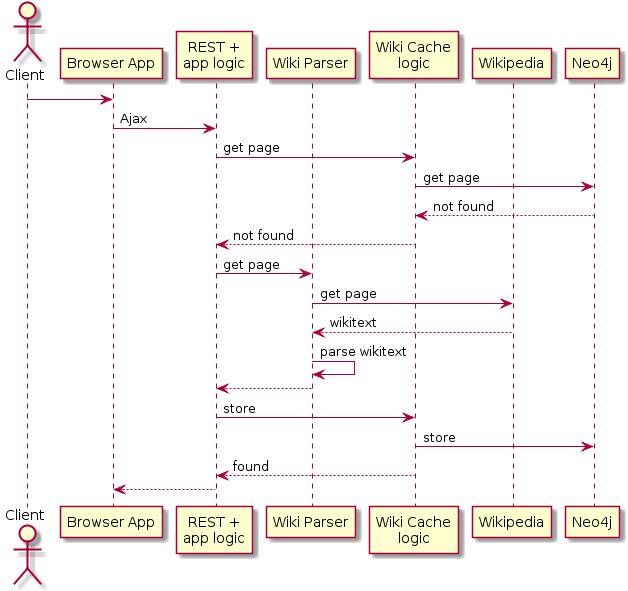 Client
Browser App
REST +
app logic
Wiki Parser
Wiki Cache
logic
Wikipedia
Neo4j
Ajax
get page
get page
not found
not found
get page
get page
wikitext
parse wikitext
store
store
found
Client
Browser App
REST +
app logic
Wiki Parser
Wiki Cache
logic
Wikipedia
Neo4j